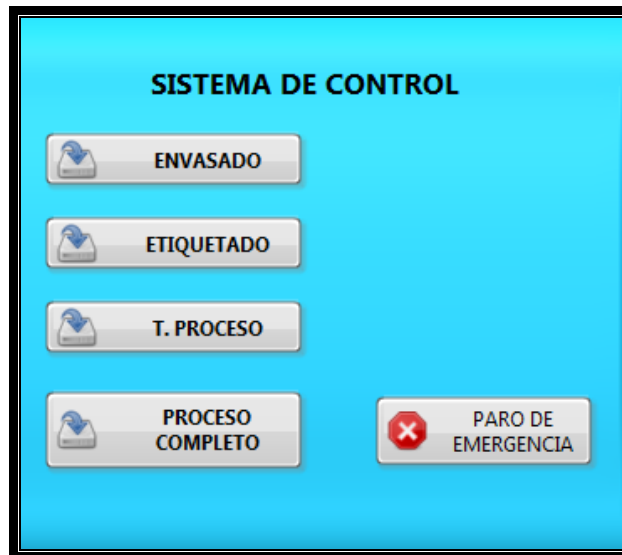 SISTEMA DE CONTROL
ENVASADO
ETIQUETADO
T. PROCESO
PROCESO
COMPLETO
PARO DE
EMERGENCIA